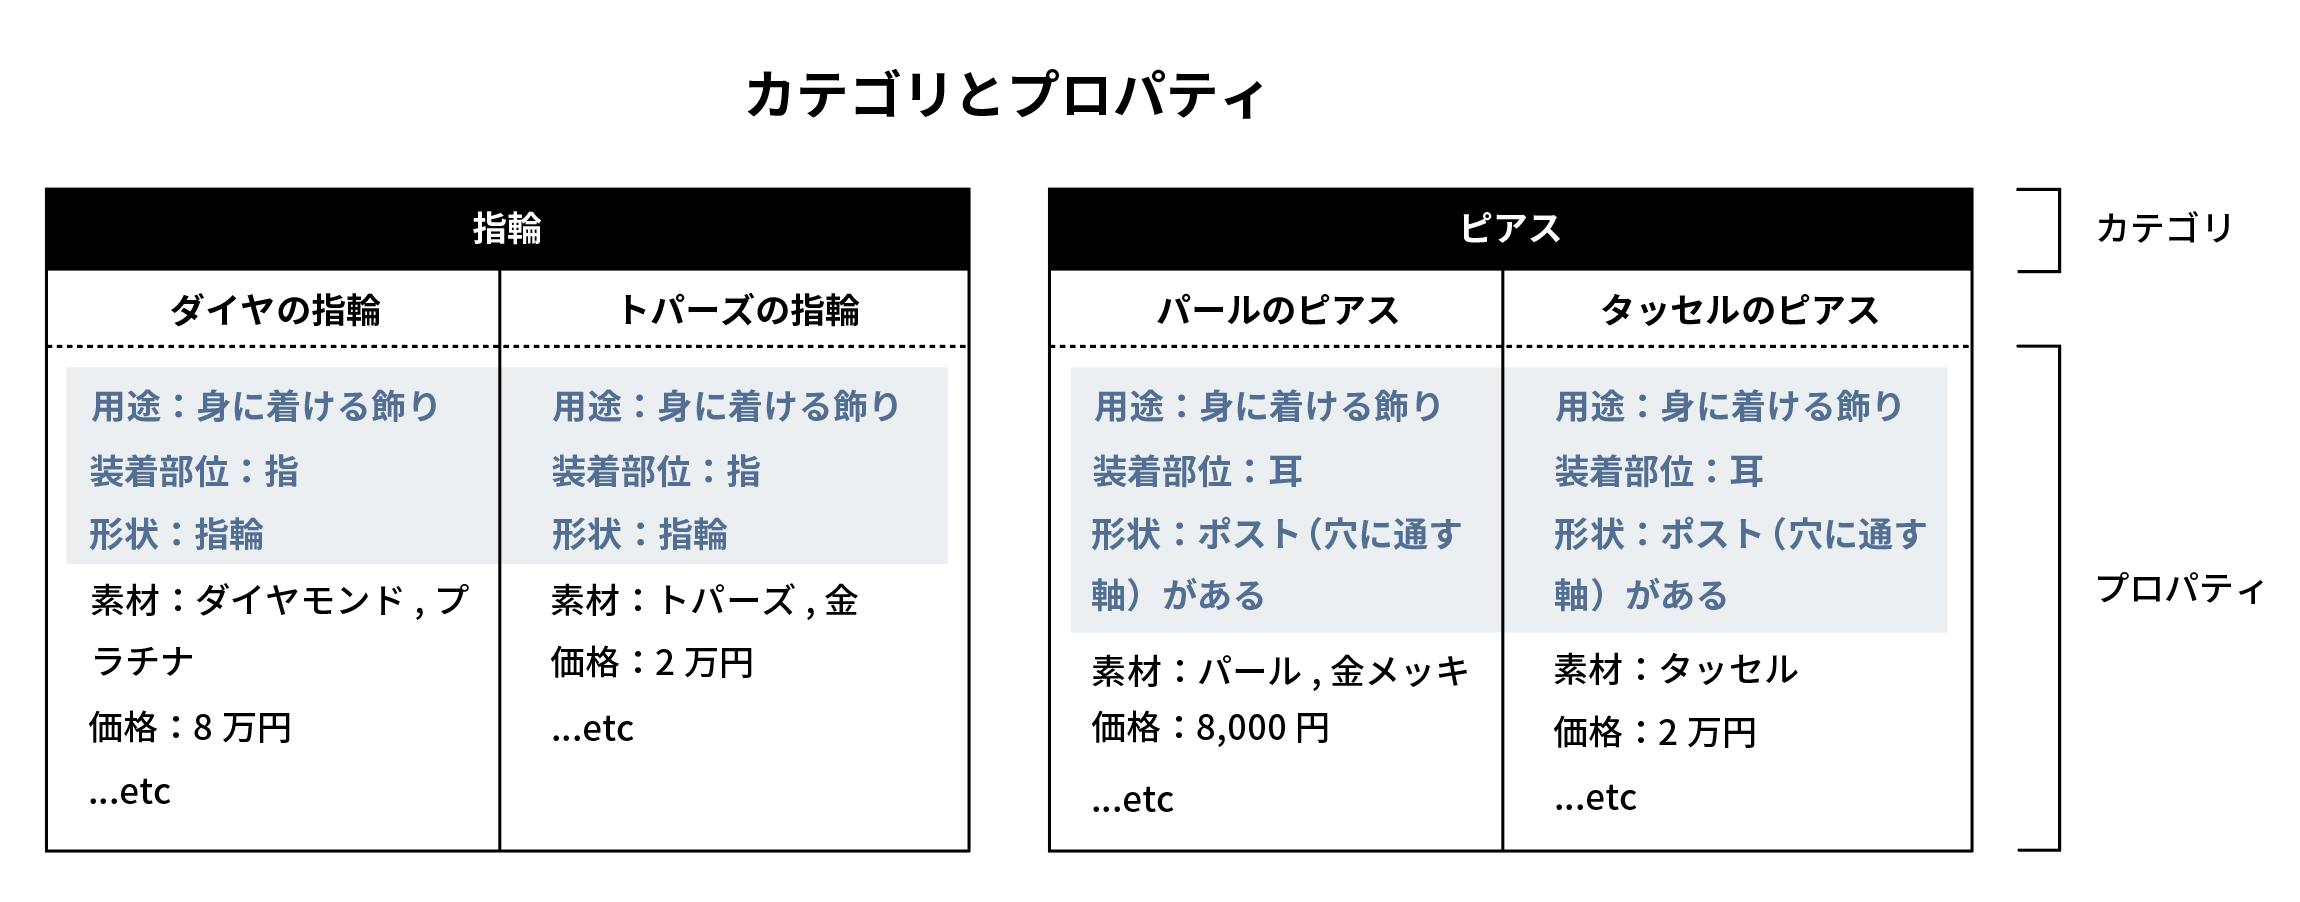 カテゴリとプロパティ
指輪
ダイヤの指輪
用途：身に着ける飾り
装着部位：指
形状：指輪
素材：ダイヤモンド , プ
ラチナ
価格：8 万円
...etc
トパーズの指輪
用途：身に着ける飾り
装着部位：指
形状：指輪
素材：トパーズ , 金
価格：2 万円
...etc
ピアス
パールのピアス
用途：身に着ける飾り
装着部位：耳
形状：ポスト（穴に通す
軸）がある
素材：パール , 金メッキ
価格：8,000 円
...etc
タッセルのピアス
用途：身に着ける飾り
装着部位：耳
形状：ポスト（穴に通す
軸）がある
素材：タッセル
価格：2 万円
...etc
カテゴリ
プロパティ